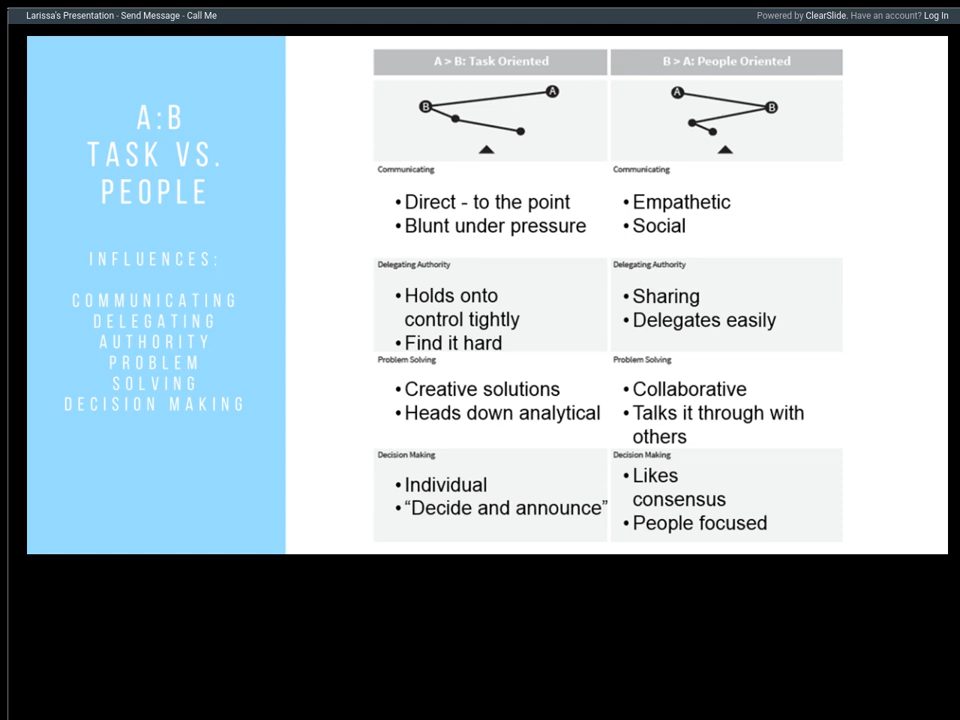 Larissa's Presentation - Send Message - Call Me
Powered by ClearSlide. Have an account? Log In
A:B
TASK VS.
PEOPLE
INFLUENCES:
COMMUNICATING
DELEGATING
AUTHORITY
PROBLEM
SOLVING
DECISION MAKING
A > B: Task Oriented
B > A: People Oriented
A
B
A
B
Communicating
• Direct - to the point
• Blunt under pressure
Communicating
• Empathetic
• Social
Delegating Authority
• Holds onto
control tightly
• Find it hard
Delegating Authority
• Sharing
• Delegates easily
Problem Solving
• Creative solutions
• Heads down analytical
Problem Solving
• Collaborative
• Talks it through with
others
Decision Making
• Individual
• “Decide and announce”
Decision Making
• Likes
consensus
• People focused